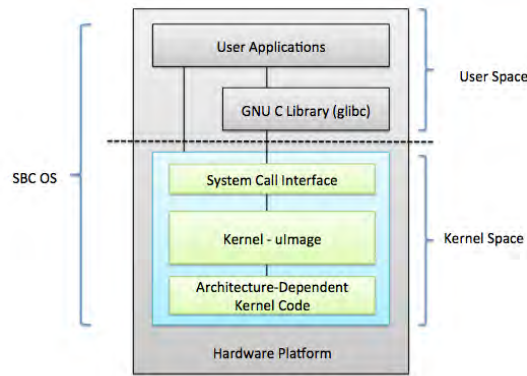 User Applications
User Space
GNU C Library (glibc)
SBC OS
System Call Interface
Kernel - uImage
Kernel Space
Architecture-Dependent
Kernel Code
Hardware Platform